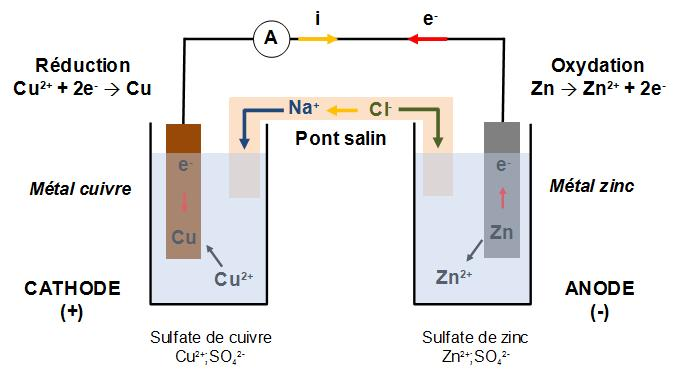 i
e⁻
A
Réduction
Cu²⁺ + 2e⁻ → Cu
Oxydation
Zn → Zn²⁺ + 2e⁻
Na⁺
Cl⁻
Pont salin
Métal cuivre
e⁻
Cu
Cu²⁺
e⁻
Zn
Zn²⁺
Métal zinc
CATHODE
(+)
ANODE
(-)
Sulfate de cuivre
Cu²⁺;SO₄²⁻
Sulfate de zinc
Zn²⁺;SO₄²⁻